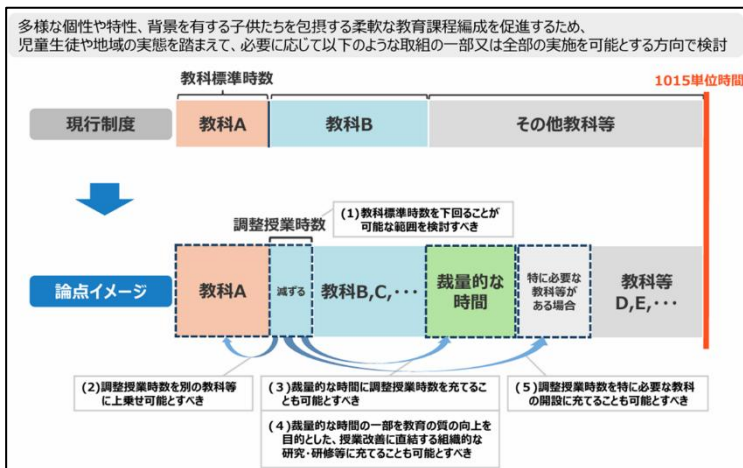 多様な個性や特性、背景を有する子供たちを包摂する柔軟な教育課程編成を促進するため、
児童生徒や地域の実態を踏まえて、必要に応じて以下のような取組の一部又は全部の実施を可能とする方向で検討
教科標準時数
1015単位時間
現行制度
教科A
教科B
その他教科等
調整授業時数
(1)教科標準時数を下回ることが
可能な範囲を検討すべき
論点イメージ
教科A
減ずる
教科B,C,・・・
裁量的な
時間
特に必要な
教科等が
ある場合
教科等
D,E,・・・
(2)調整授業時数を別の教科等
に上乗せ可能とすべき
(3)裁量的な時間に調整授業時数を充てるこ
とも可能とすべき
(4)裁量的な時間の一部を教育の質の向上を
目的とした、授業改善に直結する組織的な
研究・研修等に充てることも可能とすべき
(5)調整授業時数を特に必要な教科
の開設に充てることも可能とすべき